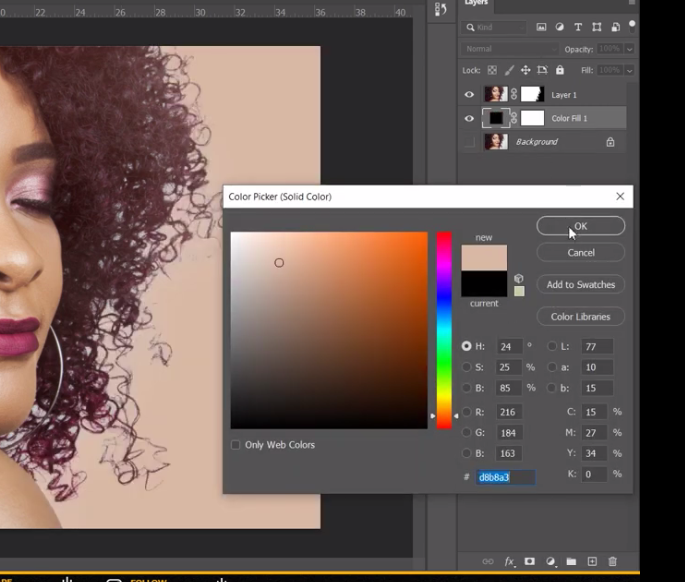 0 22 24 26 28 30 32 34 36 38 40
Layers
Kind
Normal Opacity: 100%
Lock: Fill: 100%
Layer 1
Color Fill 1
Background
Color Picker (Solid Color)
new
OK
Cancel
Add to Swatches
current
Color Libraries
H: 24 ° L: 77
S: 25 % a: 10
B: 85 % b: 15
R: 216 C: 15 %
G: 184 M: 27 %
B: 163 Y: 34 %
# d8b8a3 K: 0 %
Only Web Colors
fx
FOLLOW